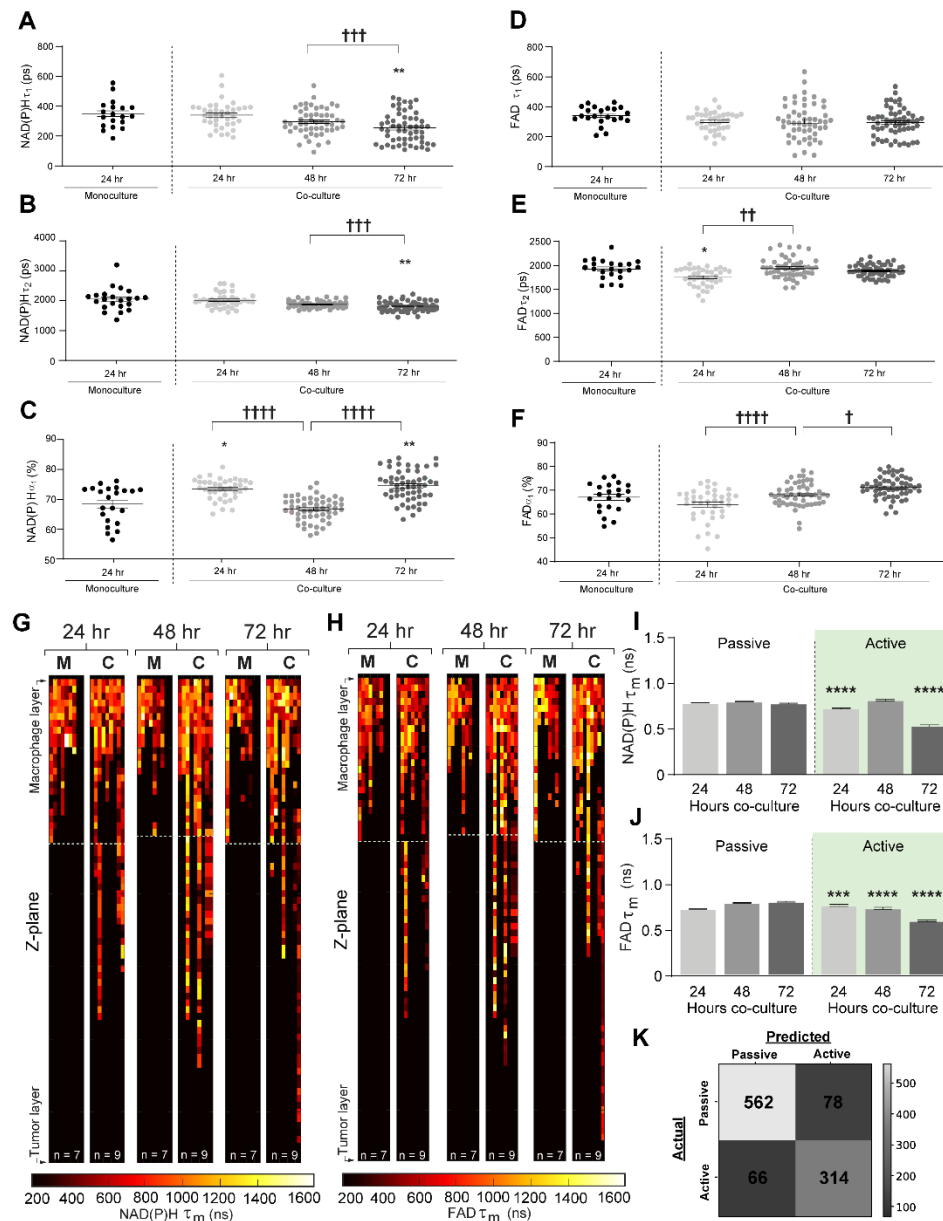 A
†††
**
NAD(P)Hτ1 (ps)
800
600
400
200
0
24 hr
24 hr
48 hr
72 hr
Monoculture
Co-culture
D
FAD τ1 (ps)
800
600
400
200
0
24 hr
24 hr
48 hr
72 hr
Monoculture
Co-culture
B
†††
**
NAD(P)Hτ2 (ps)
4000
3000
2000
1000
0
24 hr
24 hr
48 hr
72 hr
Monoculture
Co-culture
E
††
*
FADτ2 (ps)
2500
2000
1500
1000
500
0
24 hr
24 hr
48 hr
72 hr
Monoculture
Co-culture
C
††††
††††
*
**
NAD(P)Hα1 (%)
90
80
70
60
50
24 hr
24 hr
48 hr
72 hr
Monoculture
Co-culture
F
††††
†
FADα1 (%)
90
80
70
60
50
40
24 hr
24 hr
48 hr
72 hr
Monoculture
Co-culture
G
24 hr
48 hr
72 hr
M C M C M C
Macrophage layer
Z-plane
Tumor layer
n = 7 n = 9 n = 7 n = 9 n = 7 n = 9
200 600 1000 1200 1400 1600
NAD(P)H τm (ns)
H
24 hr
48 hr
72 hr
M C M C M C
Macrophage layer
Z-plane
Tumor layer
n = 7 n = 9 n = 7 n = 9 n = 7 n = 9
200 600 1000 1200 1400 1600
FAD τm (ns)
I
NAD(P)H τm (ns)
1.5
1.0
0.5
0
Passive
Active
**** ****
24 48 72 24 48 72
Hours co-culture Hours co-culture
J
FAD τm (ns)
1.5
1.0
0.5
0
Passive
Active
*** **** ****
24 48 72 24 48 72
Hours co-culture Hours co-culture
K
Predicted
Passive Active
Actual
Passive
Active
562 78
66 314
500
400
300
200
100